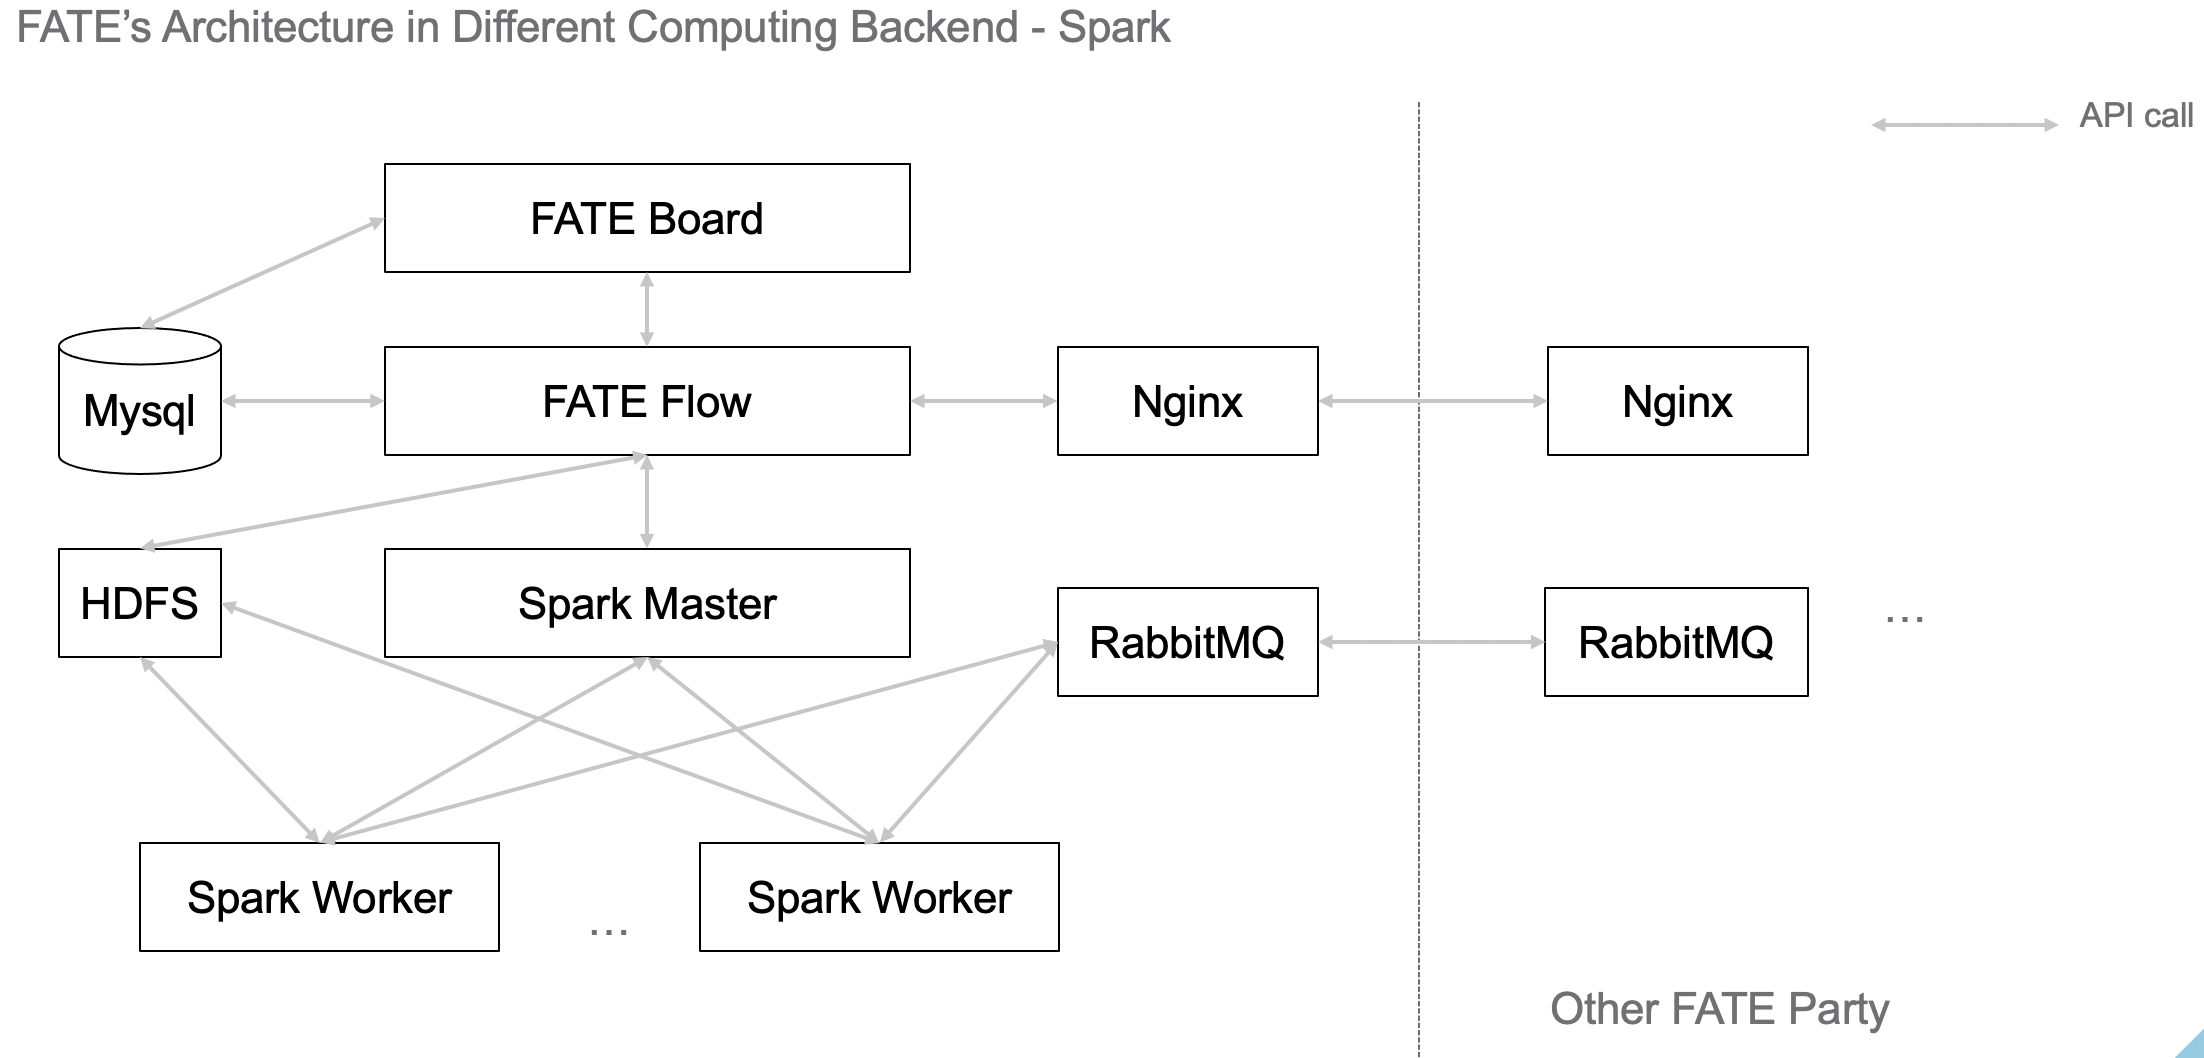 FATE’s Architecture in Different Computing Backend - Spark
API call
FATE Board
Mysql
FATE Flow
Nginx
Nginx
HDFS
Spark Master
RabbitMQ
RabbitMQ
...
Spark Worker
...
Spark Worker
Other FATE Party